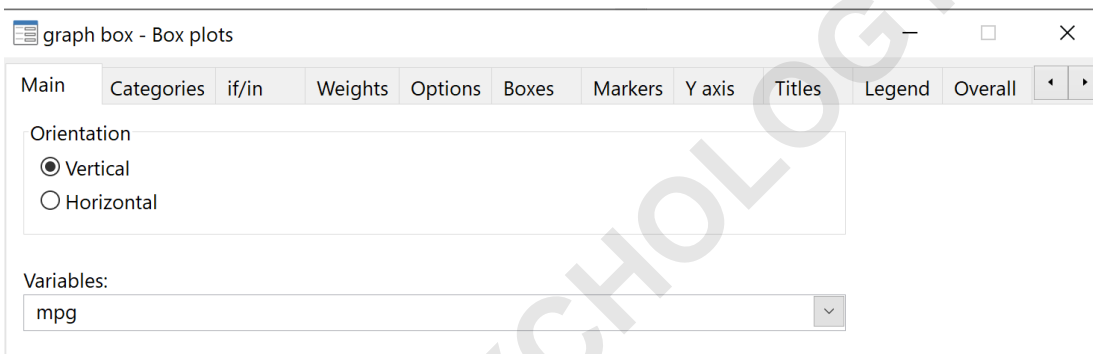 graph box - Box plots
Main Categories if/in Weights Options Boxes Markers Y axis Titles Legend Overall
Orientation
Vertical
Horizontal
Variables:
mpg